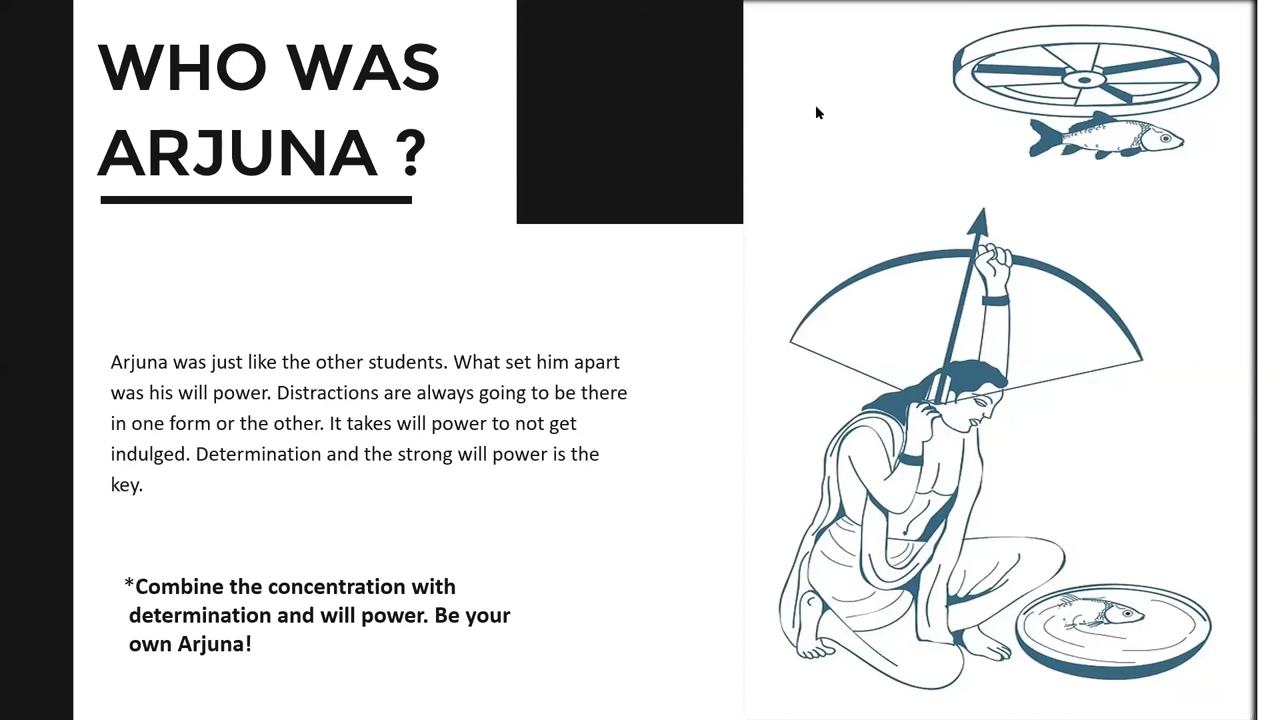 WHO WAS
ARJUNA ?
Arjuna was just like the other students. What set him apart
was his will power. Distractions are always going to be there
in one form or the other. It takes will power to not get
indulged. Determination and the strong will power is the
key.
*Combine the concentration with
determination and will power. Be your
own Arjuna!